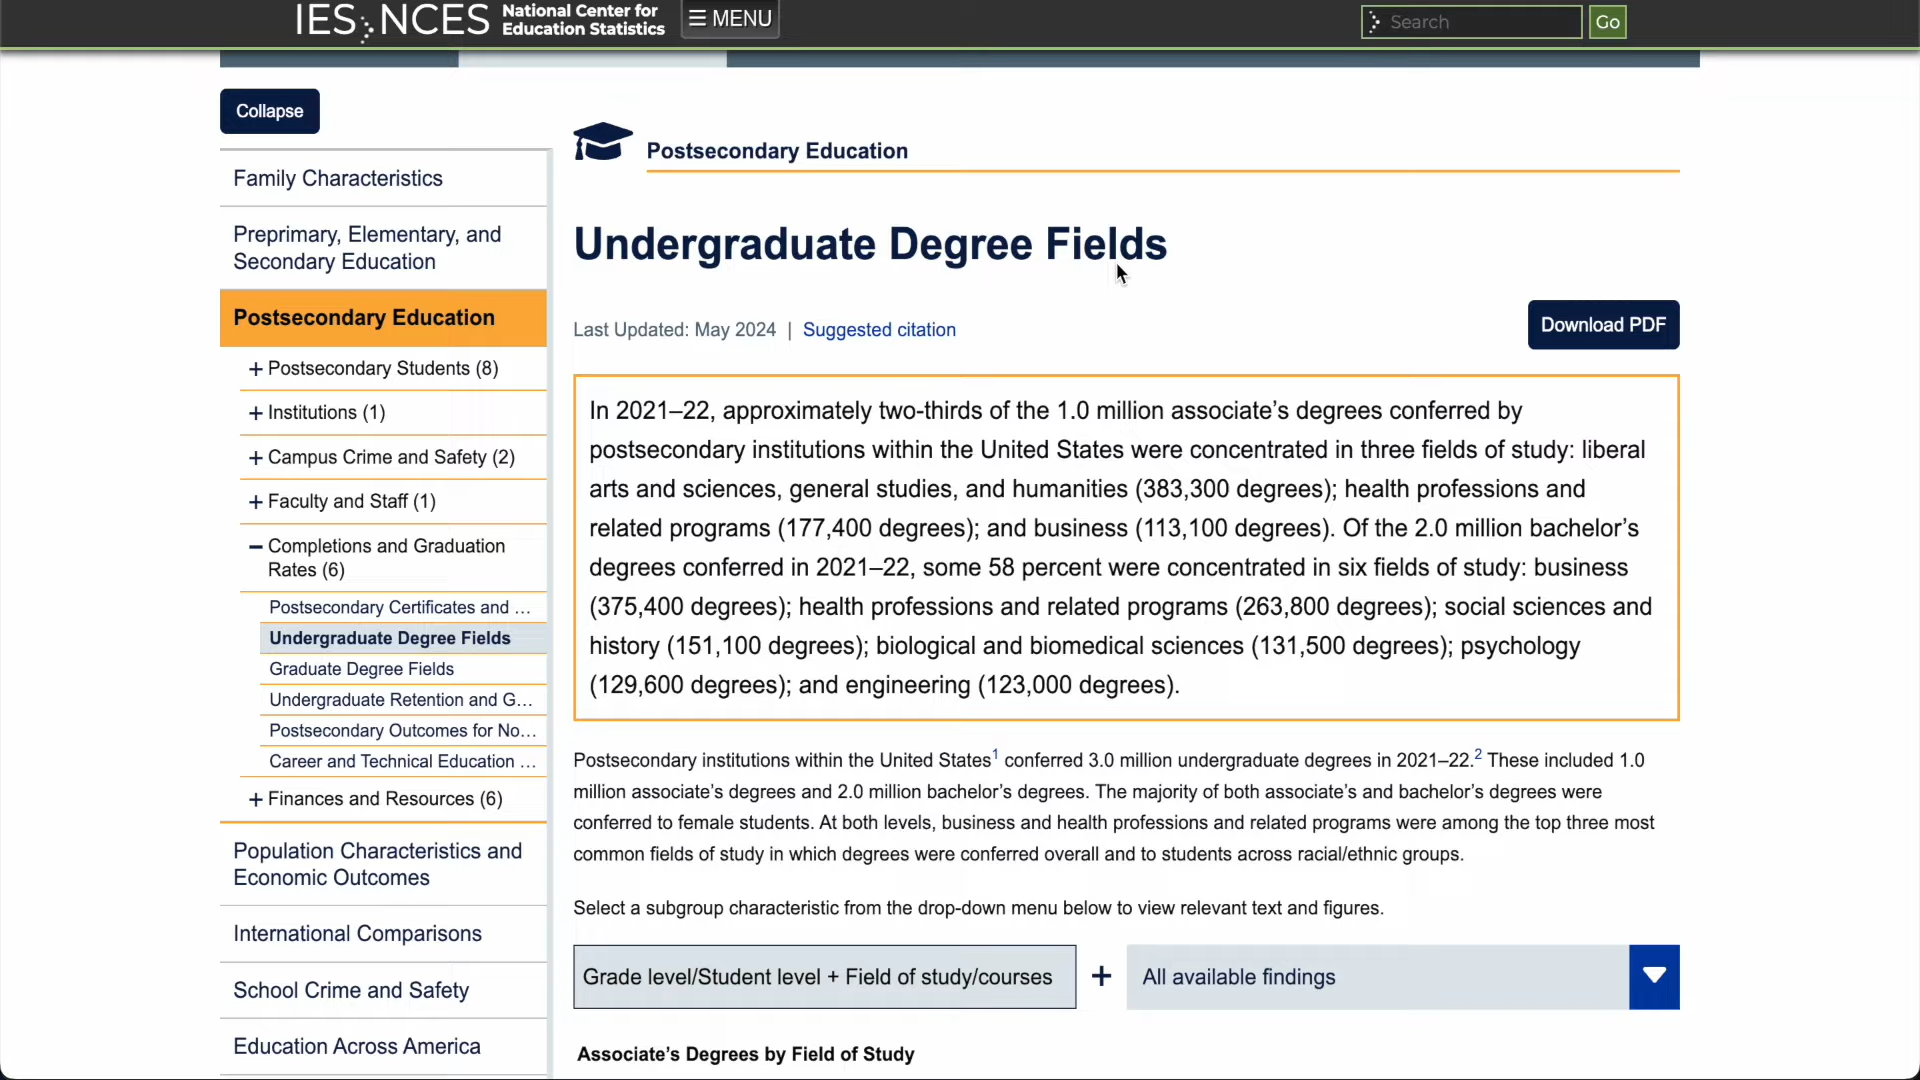 IES NCES National Center for Education Statistics
☰ MENU
Search
Go
Collapse
Family Characteristics
Preprimary, Elementary, and
Secondary Education
Postsecondary Education
+ Postsecondary Students (8)
+ Institutions (1)
+ Campus Crime and Safety (2)
+ Faculty and Staff (1)
− Completions and Graduation
Rates (6)
Postsecondary Certificates and ...
Undergraduate Degree Fields
Graduate Degree Fields
Undergraduate Retention and G...
Postsecondary Outcomes for No...
Career and Technical Education ...
+ Finances and Resources (6)
Population Characteristics and
Economic Outcomes
International Comparisons
School Crime and Safety
Education Across America
Postsecondary Education
Undergraduate Degree Fields
Last Updated: May 2024 | Suggested citation
Download PDF
In 2021–22, approximately two-thirds of the 1.0 million associate’s degrees conferred by
postsecondary institutions within the United States were concentrated in three fields of study: liberal
arts and sciences, general studies, and humanities (383,300 degrees); health professions and
related programs (177,400 degrees); and business (113,100 degrees). Of the 2.0 million bachelor’s
degrees conferred in 2021–22, some 58 percent were concentrated in six fields of study: business
(375,400 degrees); health professions and related programs (263,800 degrees); social sciences and
history (151,100 degrees); biological and biomedical sciences (131,500 degrees); psychology
(129,600 degrees); and engineering (123,000 degrees).
Postsecondary institutions within the United States1 conferred 3.0 million undergraduate degrees in 2021–22.2 These included 1.0
million associate’s degrees and 2.0 million bachelor’s degrees. The majority of both associate’s and bachelor’s degrees were
conferred to female students. At both levels, business and health professions and related programs were among the top three most
common fields of study in which degrees were conferred overall and to students across racial/ethnic groups.
Select a subgroup characteristic from the drop-down menu below to view relevant text and figures.
Grade level/Student level + Field of study/courses
+
All available findings
Associate’s Degrees by Field of Study